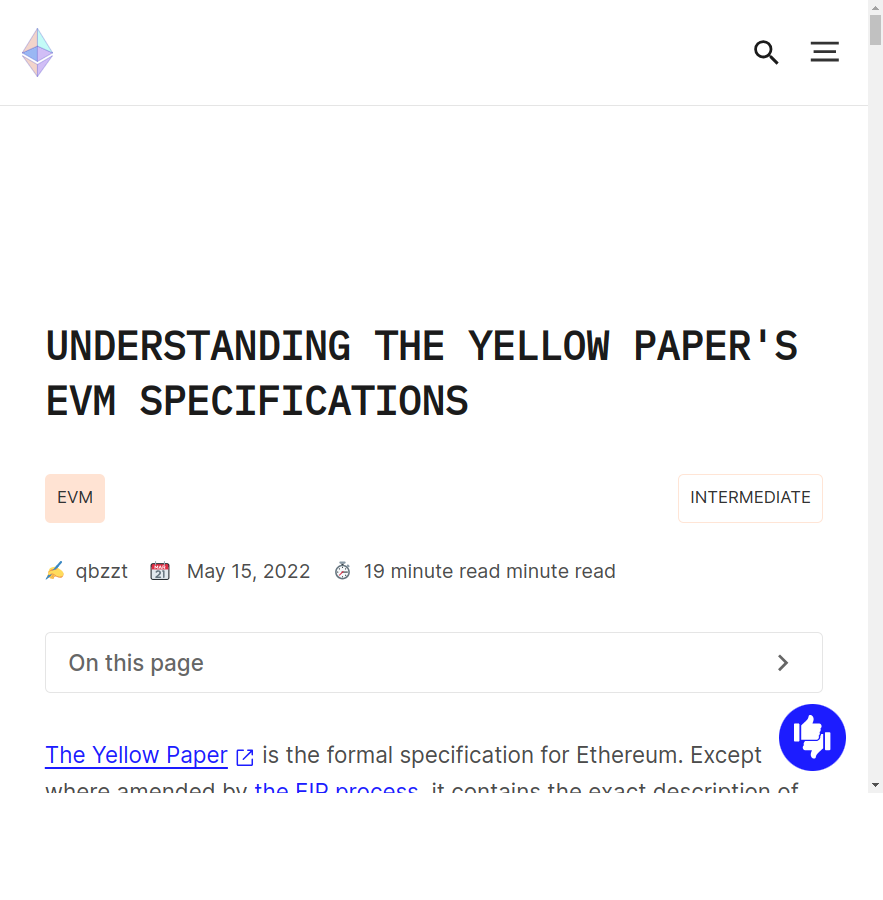 UNDERSTANDING THE YELLOW PAPER'S
EVM SPECIFICATIONS
EVM
INTERMEDIATE
qbzzt May 15, 2022 19 minute read minute read
On this page
The Yellow Paper is the formal specification for Ethereum. Except
where amended by the EIP process, it contains the exact description of